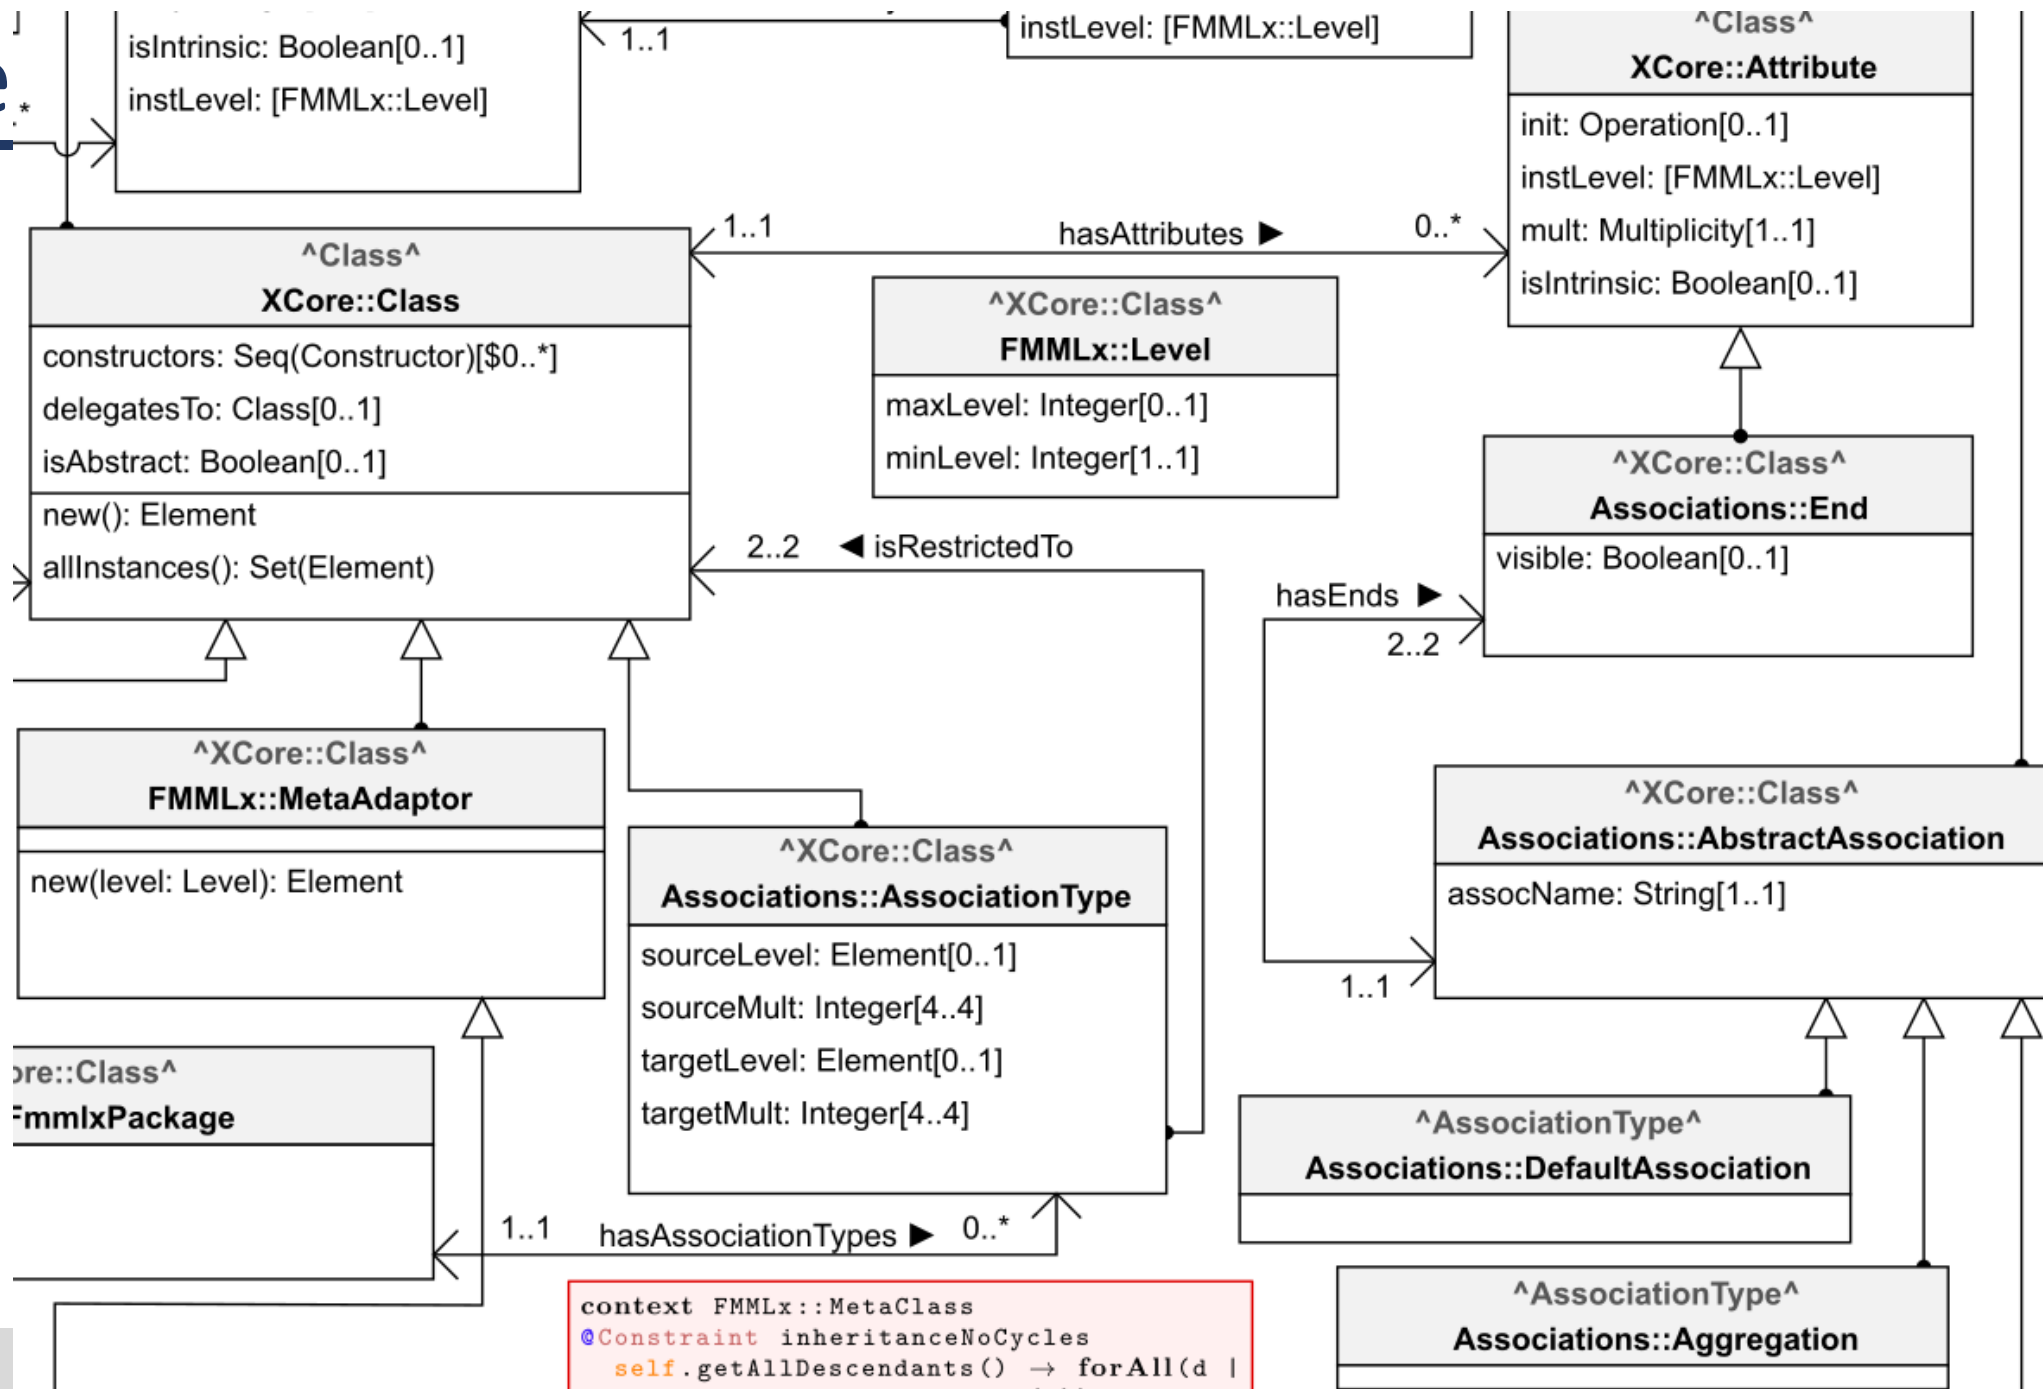 isIntrinsic: Boolean[0..1]
instLevel: [FMMLx::Level]
1..1
instLevel: [FMMLx::Level]
^Class^
XCore::Attribute
init: Operation[0..1]
instLevel: [FMMLx::Level]
mult: Multiplicity[1..1]
isIntrinsic: Boolean[0..1]
e
.*
^Class^
XCore::Class
constructors: Seq(Constructor)[$0..*]
delegatesTo: Class[0..1]
isAbstract: Boolean[0..1]
new(): Element
allInstances(): Set(Element)
1..1
hasAttributes ▶
0..*
^XCore::Class^
FMMLx::Level
maxLevel: Integer[0..1]
minLevel: Integer[1..1]
2..2
◀ isRestrictedTo
^XCore::Class^
Associations::End
visible: Boolean[0..1]
hasEnds ▶
2..2
^XCore::Class^
FMMLx::MetaAdaptor
new(level: Level): Element
^XCore::Class^
Associations::AssociationType
sourceLevel: Element[0..1]
sourceMult: Integer[4..4]
targetLevel: Element[0..1]
targetMult: Integer[4..4]
^XCore::Class^
Associations::AbstractAssociation
assocName: String[1..1]
1..1
ore::Class^
FmmlxPackage
1..1
hasAssociationTypes ▶
0..*
^AssociationType^
Associations::DefaultAssociation
^AssociationType^
Associations::Aggregation
context FMMLx::MetaClass
@Constraint inheritanceNoCycles
self.getAllDescendants() → forAll(d |